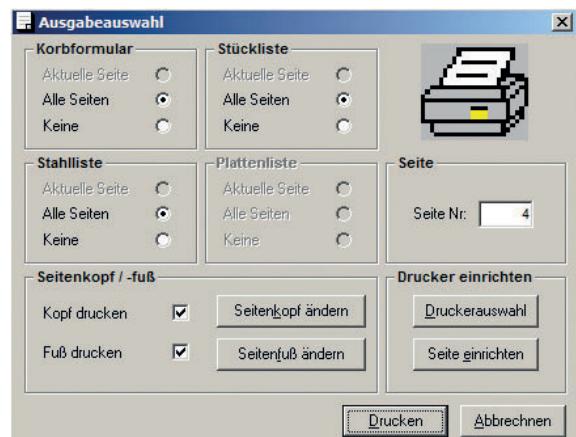 Ausgabeauswahl
Korbformular
Aktuelle Seite
Alle Seiten
Keine
Stückliste
Aktuelle Seite
Alle Seiten
Keine
Stahlliste
Aktuelle Seite
Alle Seiten
Keine
Plattenliste
Aktuelle Seite
Alle Seiten
Keine
Seite
Seite Nr: 4
Seitenkopf / -fuß
Kopf drucken
Seitenkopf ändern
Fuß drucken
Seitenfuß ändern
Drucker einrichten
Druckerauswahl
Seite einrichten
Drucken
Abbrechnen